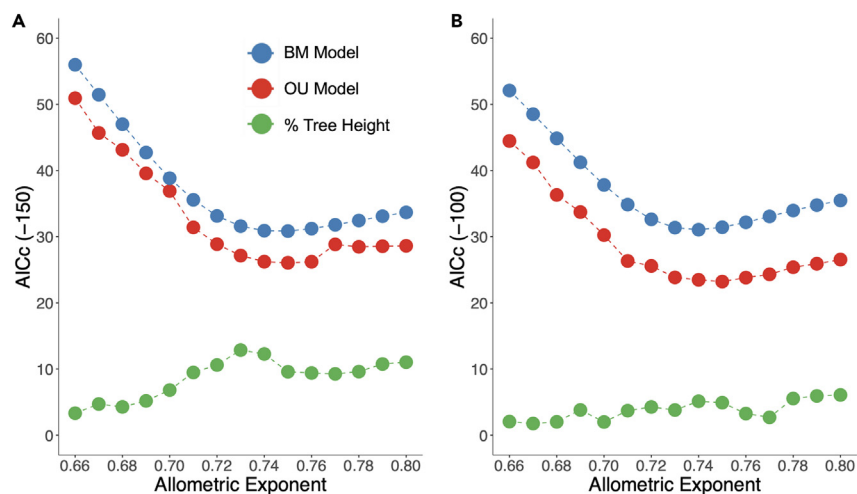 A
B
60
50
40
30
20
10
0
AICc (−150)
BM Model
OU Model
% Tree Height
0.66 0.68 0.70 0.72 0.74 0.76 0.78 0.80
Allometric Exponent
60
50
40
30
20
10
0
AICc (−100)
0.66 0.68 0.70 0.72 0.74 0.76 0.78 0.80
Allometric Exponent